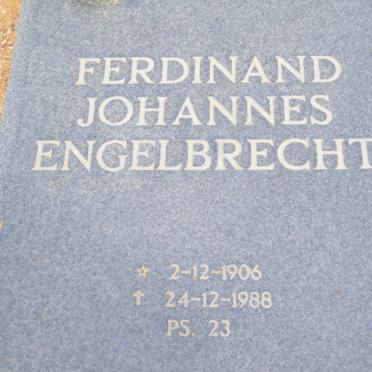 FERDINAND
JOHANNES
ENGELBRECHT
☆ 2-12-1906
† 24-12-1988
PS. 23